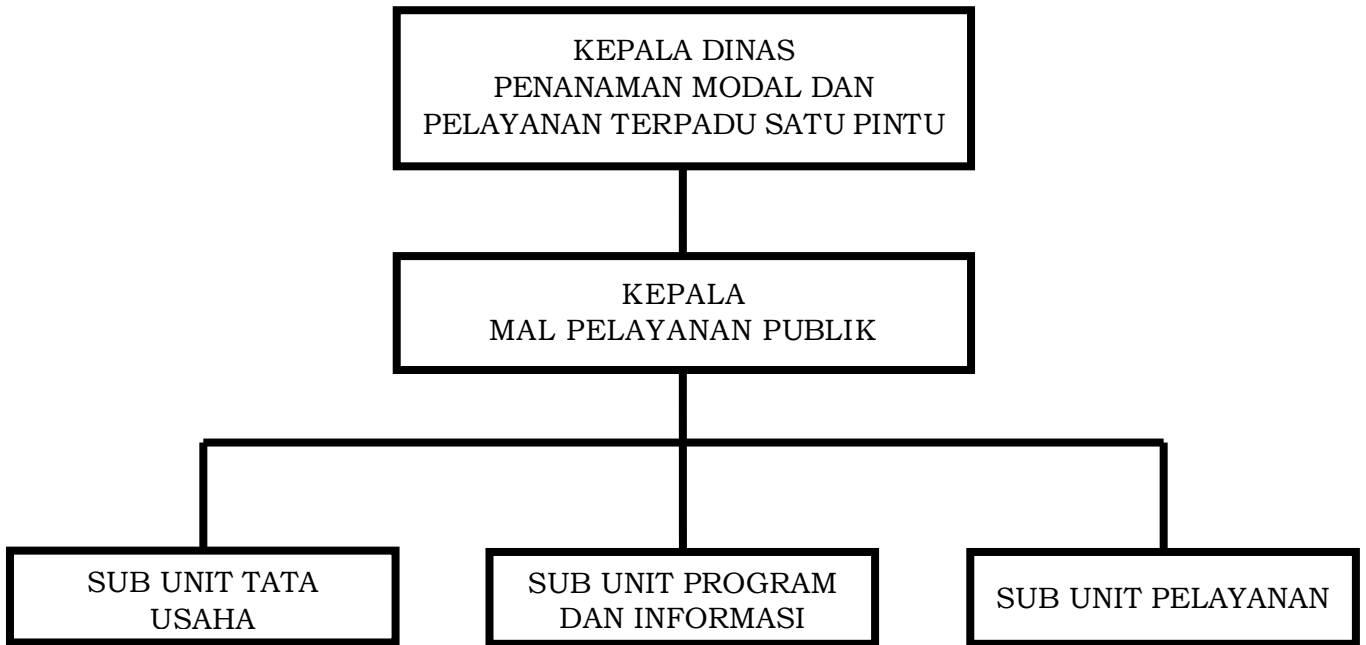 KEPALA DINAS
PENANAMAN MODAL DAN
PELAYANAN TERPADU SATU PINTU
KEPALA
MAL PELAYANAN PUBLIK
SUB UNIT TATA
USAHA
SUB UNIT PROGRAM
DAN INFORMASI
SUB UNIT PELAYANAN